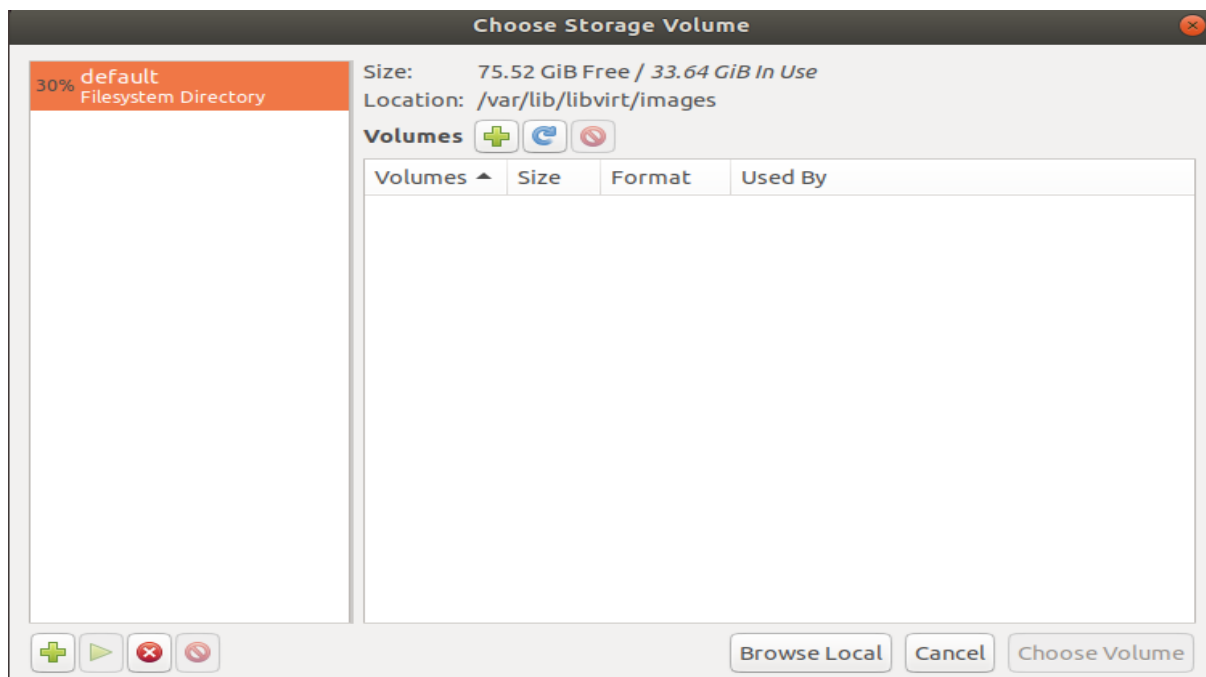 Choose Storage Volume
30% default
Filesystem Directory
Size: 75.52 GiB Free / 33.64 GiB In Use
Location: /var/lib/libvirt/images
Volumes
Volumes Size Format Used By
Browse Local Cancel Choose Volume